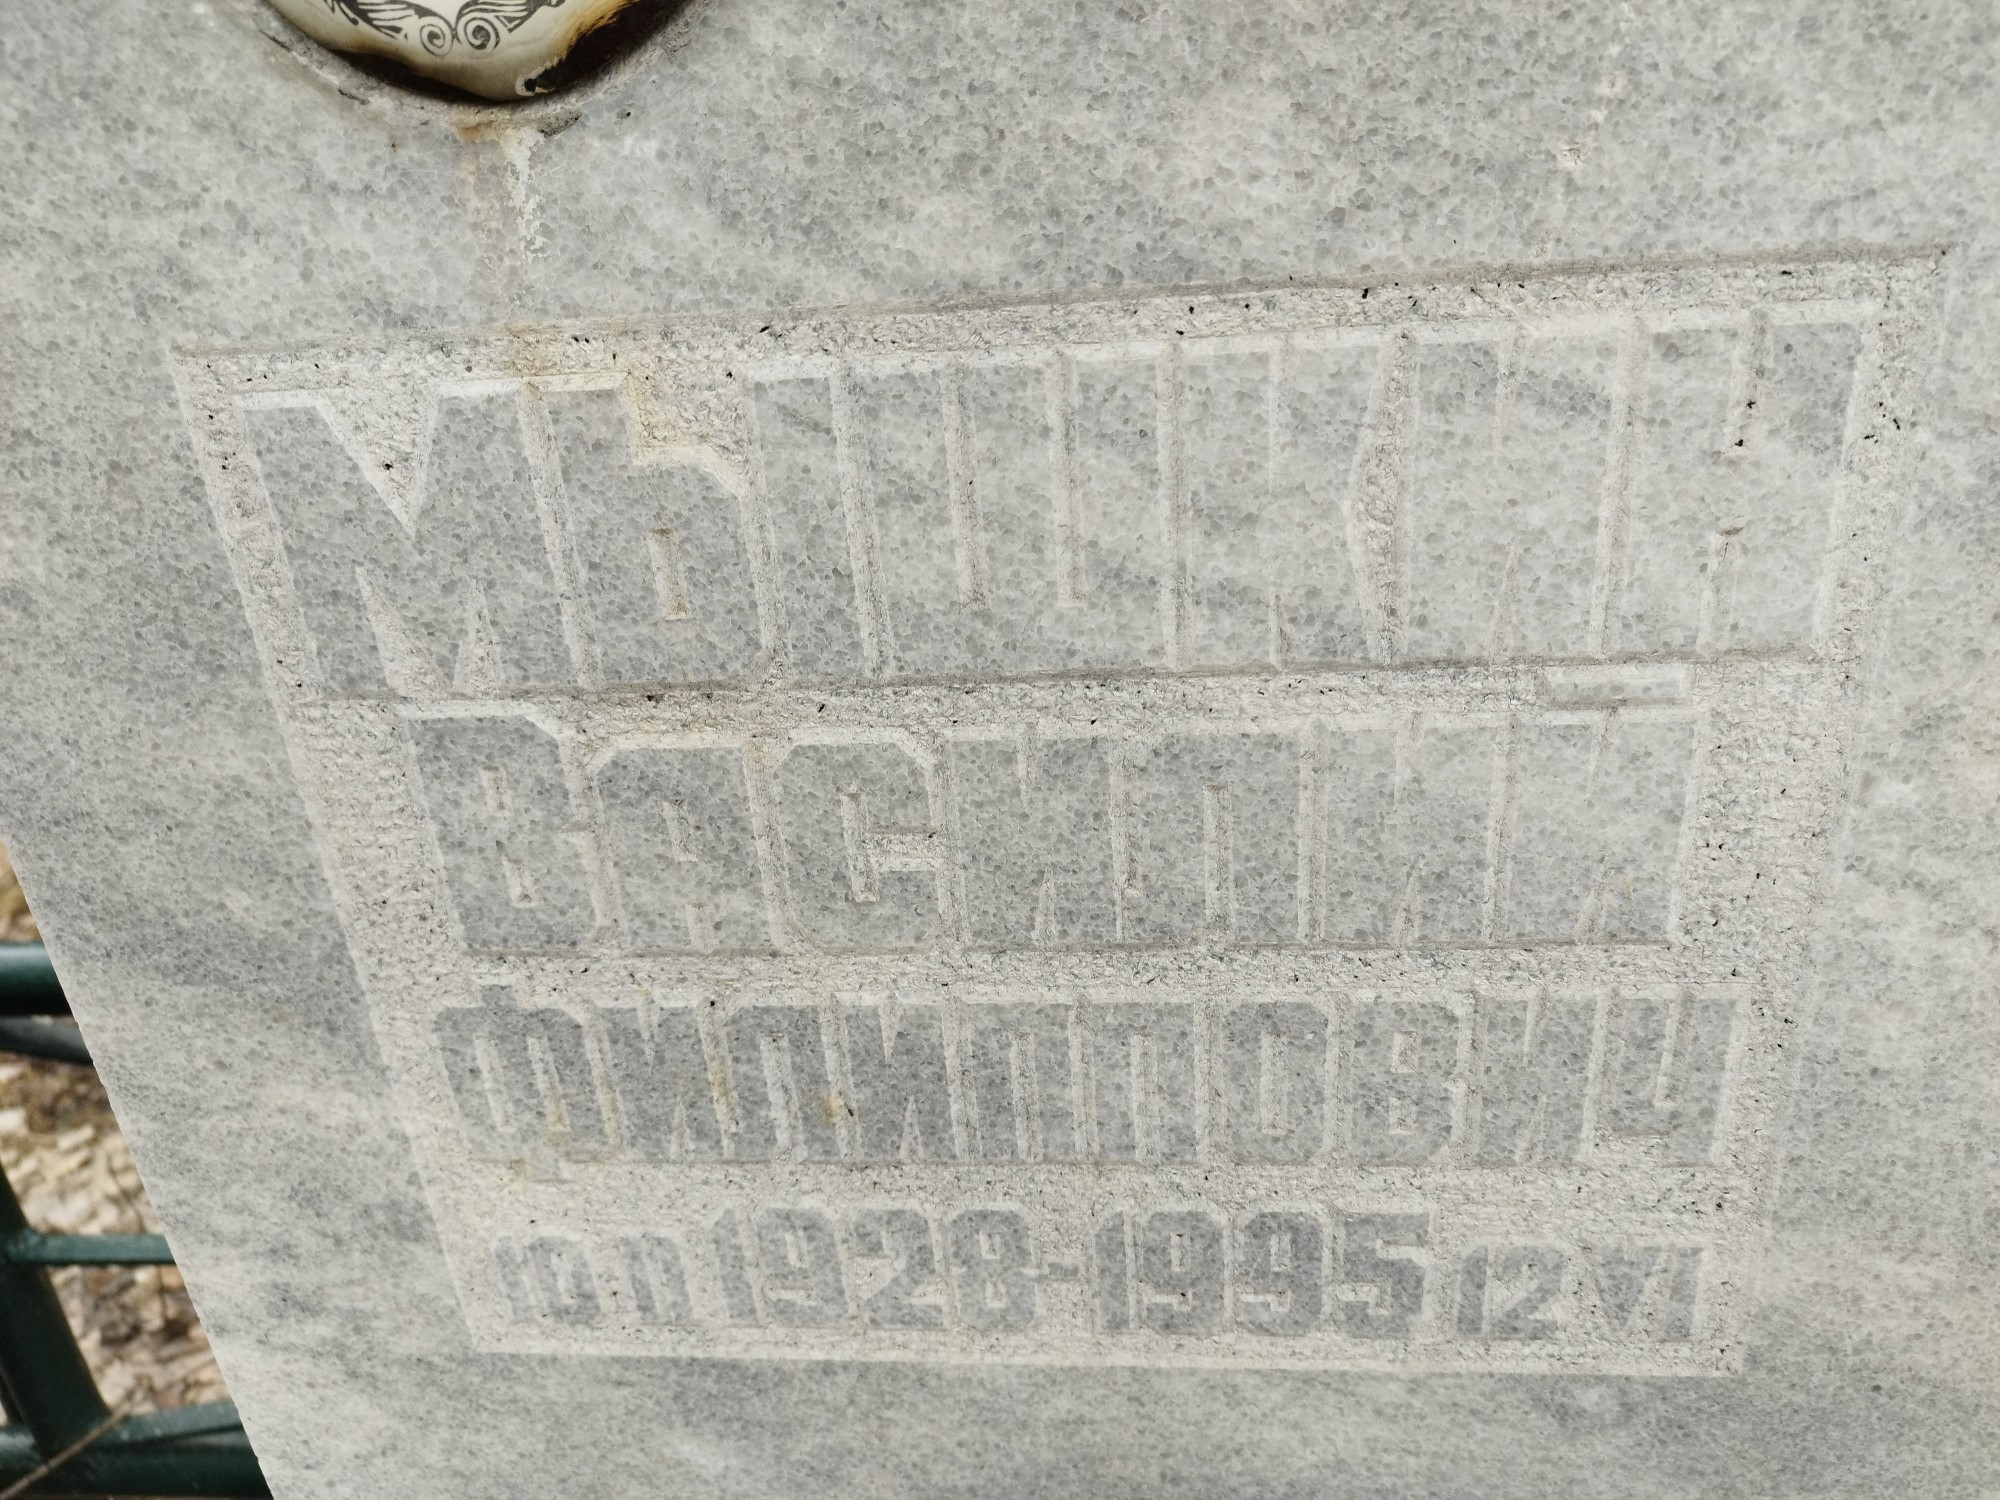 МЫШКИН
ВАСИЛИЙ
ФИЛИППОВИЧ
10 II 1928-1995 12 VI